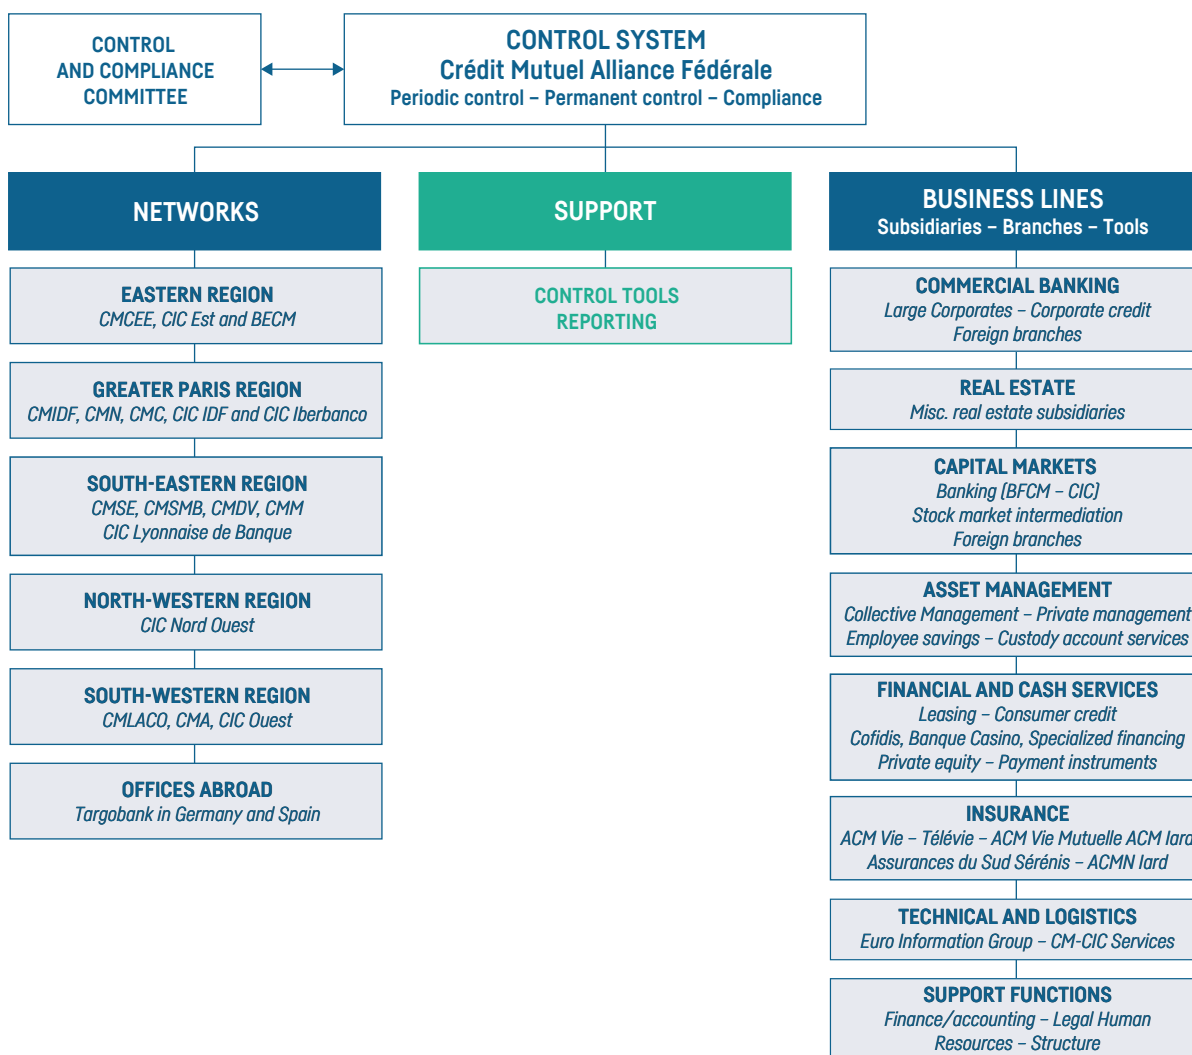 CONTROL
AND COMPLIANCE
COMMITTEE
CONTROL SYSTEM
Crédit Mutuel Alliance Fédérale
Periodic control – Permanent control – Compliance
NETWORKS
EASTERN REGION
CMCEE, CIC Est and BECM
GREATER PARIS REGION
CMIDF, CMN, CMC, CIC IDF and CIC Iberbanco
SOUTH-EASTERN REGION
CMSE, CMSMB, CMDV, CMM
CIC Lyonnaise de Banque
NORTH-WESTERN REGION
CIC Nord Ouest
SOUTH-WESTERN REGION
CMLACO, CMA, CIC Ouest
OFFICES ABROAD
Targobank in Germany and Spain
SUPPORT
CONTROL TOOLS
REPORTING
BUSINESS LINES
Subsidiaries – Branches – Tools
COMMERCIAL BANKING
Large Corporates – Corporate credit
Foreign branches
REAL ESTATE
Misc. real estate subsidiaries
CAPITAL MARKETS
Banking (BFCM – CIC)
Stock market intermediation
Foreign branches
ASSET MANAGEMENT
Collective Management – Private management
Employee savings – Custody account services
FINANCIAL AND CASH SERVICES
Leasing – Consumer credit
Cofidis, Banque Casino, Specialized financing
Private equity – Payment instruments
INSURANCE
ACM Vie – Télévie – ACM Vie Mutuelle ACM Iard
Assurances du Sud Sérénis – ACMN Iard
TECHNICAL AND LOGISTICS
Euro Information Group – CM-CIC Services
SUPPORT FUNCTIONS
Finance/accounting – Legal Human
Resources – Structure